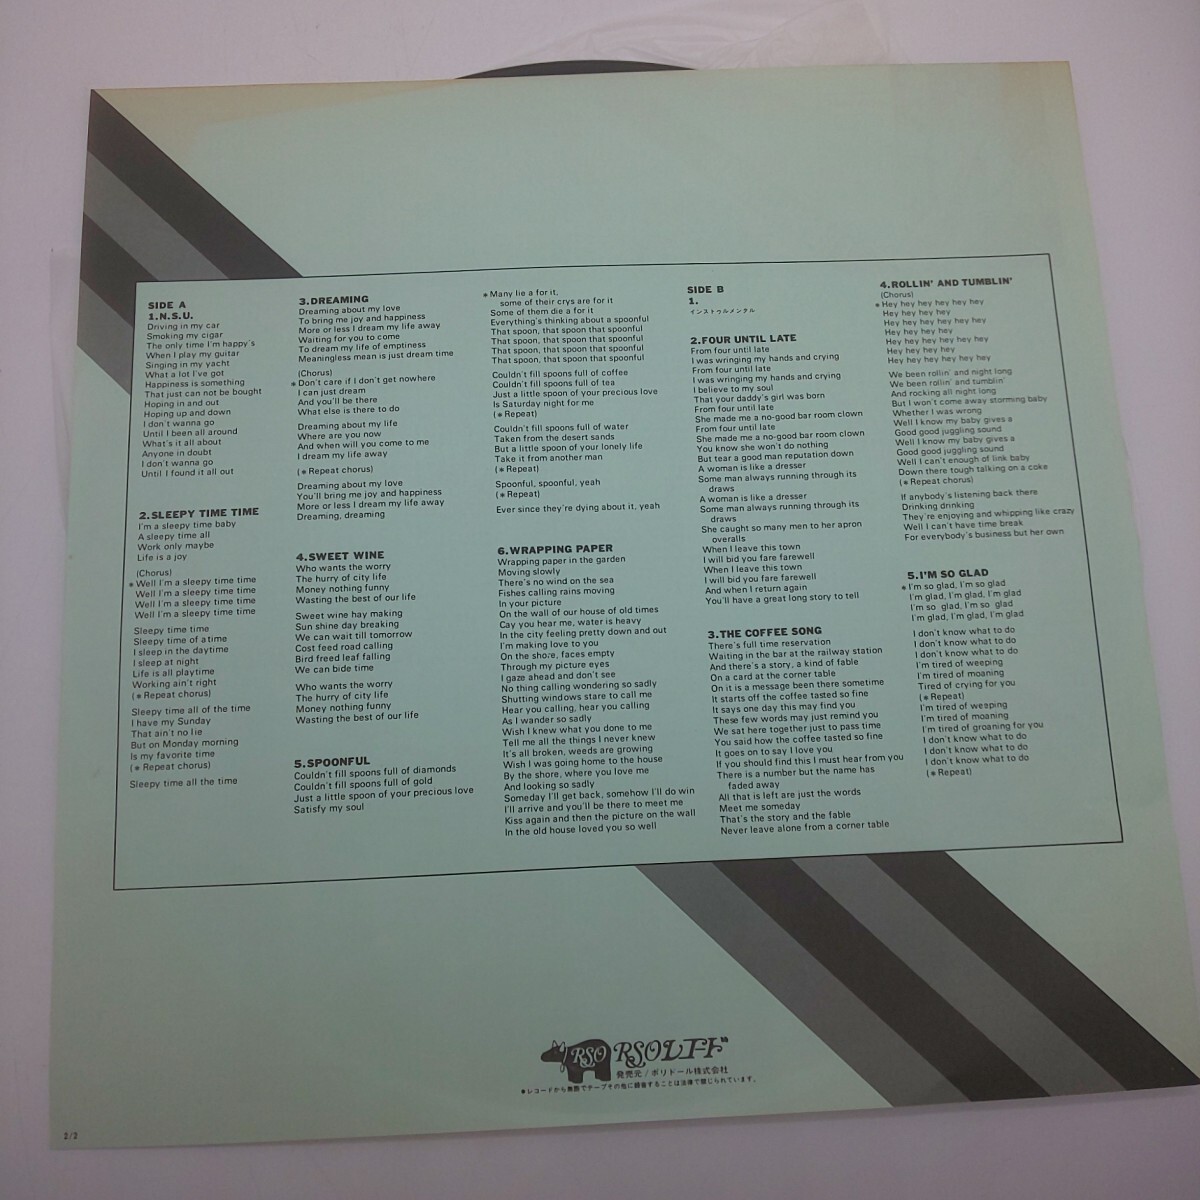 SIDE A
1.N.S.U.
Driving in my car
Smoking my cigar
The only time I'm happy's
When I play my guitar
Singing in my yacht
What a lot I've got
Happiness is something
That just can not be bought
Hoping in and out
Hoping up and down
I don't wanna go
Until I been all around
What's it all about
Anyone in doubt
I don't wanna go
Until I found it all out
2.SLEEPY TIME TIME
I'm a sleepy time baby
A sleepy time all
Work only maybe
Life is a joy
(Chorus)
*Well I'm a sleepy time time
Well I'm a sleepy time time
Well I'm a sleepy time time
Well I'm a sleepy time time
Sleepy time time
Sleepy time of a time
I sleep in the daytime
I sleep at night
Life is all playtime
Working ain't right
(*Repeat chorus)
Sleepy time all of the time
I have my Sunday
That ain't no lie
But on Monday morning
Is my favorite time
(*Repeat chorus)
Sleepy time all the time
3.DREAMING
Dreaming about my love
To bring me joy and happiness
More or less I dream my life away
Waiting for you to come
To dream my life of emptiness
Meaningless mean is just dream time
(Chorus)
*Don't care if I don't get nowhere
I can just dream
And you'll be there
What else is there to do
Dreaming about my life
Where are you now
And when will you come to me
I dream my life away
(*Repeat chorus)
Dreaming about my love
You'll bring me joy and happiness
More or less I dream my life away
Dreaming, dreaming
4.SWEET WINE
Who wants the worry
The hurry of city life
Money nothing funny
Wasting the best of our life
Sweet wine hay making
Sun shine day breaking
We can wait till tomorrow
Cost feed road calling
Bird freed leaf falling
We can bide time
Who wants the worry
The hurry of city life
Money nothing funny
Wasting the best of our life
5.SPOONFUL
Couldn't fill spoons full of diamonds
Couldn't fill spoons full of gold
Just a little spoon of your precious love
Satisfy my soul
*Many lie a for it,
some of their crys are for it
Some of them die a for it
Everything's thinking about a spoonful
That spoon, that spoon that spoonful
That spoon, that spoon that spoonful
That spoon, that spoon that spoonful
That spoon, that spoon that spoonful
Couldn't fill spoons full of coffee
Couldn't fill spoons full of tea
Just a little spoon of your precious love
Is Saturday night for me
(*Repeat)
Couldn't fill spoons full of water
Taken from the desert sands
But a little spoon of your lonely life
Take it from another man
(*Repeat)
Spoonful, spoonful, yeah
(*Repeat)
Ever since they're dying about it, yeah
6.WRAPPING PAPER
Wrapping paper in the garden
Moving slowly
There's no wind on the sea
Fishes calling rains moving
In your picture
On the wall of our house of old times
Cay you hear me, water is heavy
In the city feeling pretty down and out
I'm making love to you
On the shore, faces empty
Through my picture eyes
I gaze ahead and don't see
No thing calling wondering so sadly
Shutting windows stare to call me
Hear you calling, hear you calling
As I wander so sadly
Wish I knew what you done to me
Tell me all the things I never knew
It's all broken, weeds are growing
Wish I was going home to the house
By the shore, where you love me
And looking so sadly
Someday I'll get back, somehow I'll do win
I'll arrive and you'll be there to meet me
Kiss again and then the picture on the wall
In the old house loved you so well
SIDE B
1.
インストゥルメンタル
2.FOUR UNTIL LATE
From four until late
I was wringing my hands and crying
From four until late
I was wringing my hands and crying
I believe to my soul
That your daddy's girl was born
From four until late
She made me a no-good bar room clown
From four until late
She made me a no-good bar room clown
You know she won't do nothing
But tear a good man reputation down
A woman is like a dresser
Some man always running through its
draws
A woman is like a dresser
Some man always running through its
draws
She caught so many men to her apron
overalls
When I leave this town
I will bid you fare farewell
When I leave this town
I will bid you fare farewell
And when I return again
You'll have a great long story to tell
3.THE COFFEE SONG
There's full time reservation
Waiting in the bar at the railway station
And there's a story, a kind of fable
On a card at the corner table
On it is a message been there sometime
It starts off the coffee tasted so fine
It says one day this may find you
These few words may just remind you
We sat here together just to pass time
You said how the coffee tasted so fine
It goes on to say I love you
If you should find this I must hear from you
There is a number but the name has
faded away
All that is left are just the words
Meet me someday
That's the story and the fable
Never leave alone from a corner table
4.ROLLIN' AND TUMBLIN'
(Chorus)
*Hey hey hey hey hey hey
Hey hey hey hey
Hey hey hey hey hey hey
Hey hey hey hey
Hey hey hey hey hey hey
Hey hey hey hey
Hey hey hey hey hey hey
We been rollin' and night long
We been rollin' and tumblin'
And rocking all night long
But I won't come away storming baby
Whether I was wrong
Well I know my baby gives a
Good good juggling sound
Well I know my baby gives a
Good good juggling sound
Well I can't enough of link baby
Down there tough talking on a coke
(*Repeat chorus)
If anybody's listening back there
Drinking drinking
They're enjoying and whipping like crazy
Well I can't have time break
For everybody's business but her own
5.I'M SO GLAD
*I'm so glad, I'm so glad
I'm glad, I'm glad, I'm glad
I'm so glad, I'm so glad
I'm glad, I'm glad, I'm glad
I don't know what to do
I don't know what to do
I don't know what to do
I'm tired of weeping
I'm tired of moaning
Tired of crying for you
(*Repeat)
I'm tired of weeping
I'm tired of moaning
I'm tired of groaning for you
I don't know what to do
I don't know what to do
I don't know what to do
(*Repeat)
RSO RSOレコード
発売元/ポリドール株式会社
*レコードから無断でテープその他に録音することは法律で禁じられています。
2/2